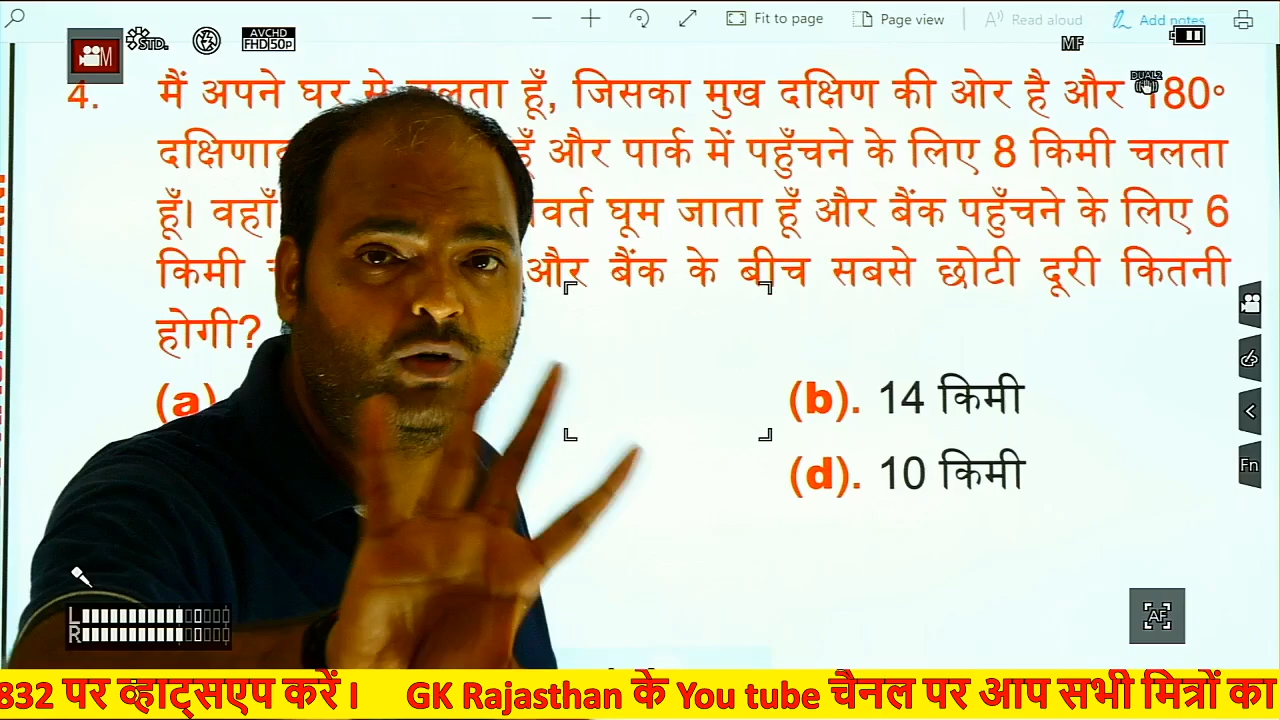 Fit to page
Page view
Read aloud
Add notes
STD.
AVCHD
FHD 50p
MF
DUAL2
4. मैं अपने घर से चलता हूँ, जिसका मुख दक्षिण की ओर है और 180°
और पार्क में पहुँचने के लिए 8 किमी चलता
हूँ। वहाँ घूम जाता हूँ और बैंक पहुँचने के लिए 6
किमी और बैंक के बीच सबसे छोटी दूरी कितनी
होगी?
(a) (b). 14 किमी
(d). 10 किमी
Fn
AF
L
R
832 पर व्हाट्सएप करें। GK Rajasthan के You tube चैनल पर आप सभी मित्रों का